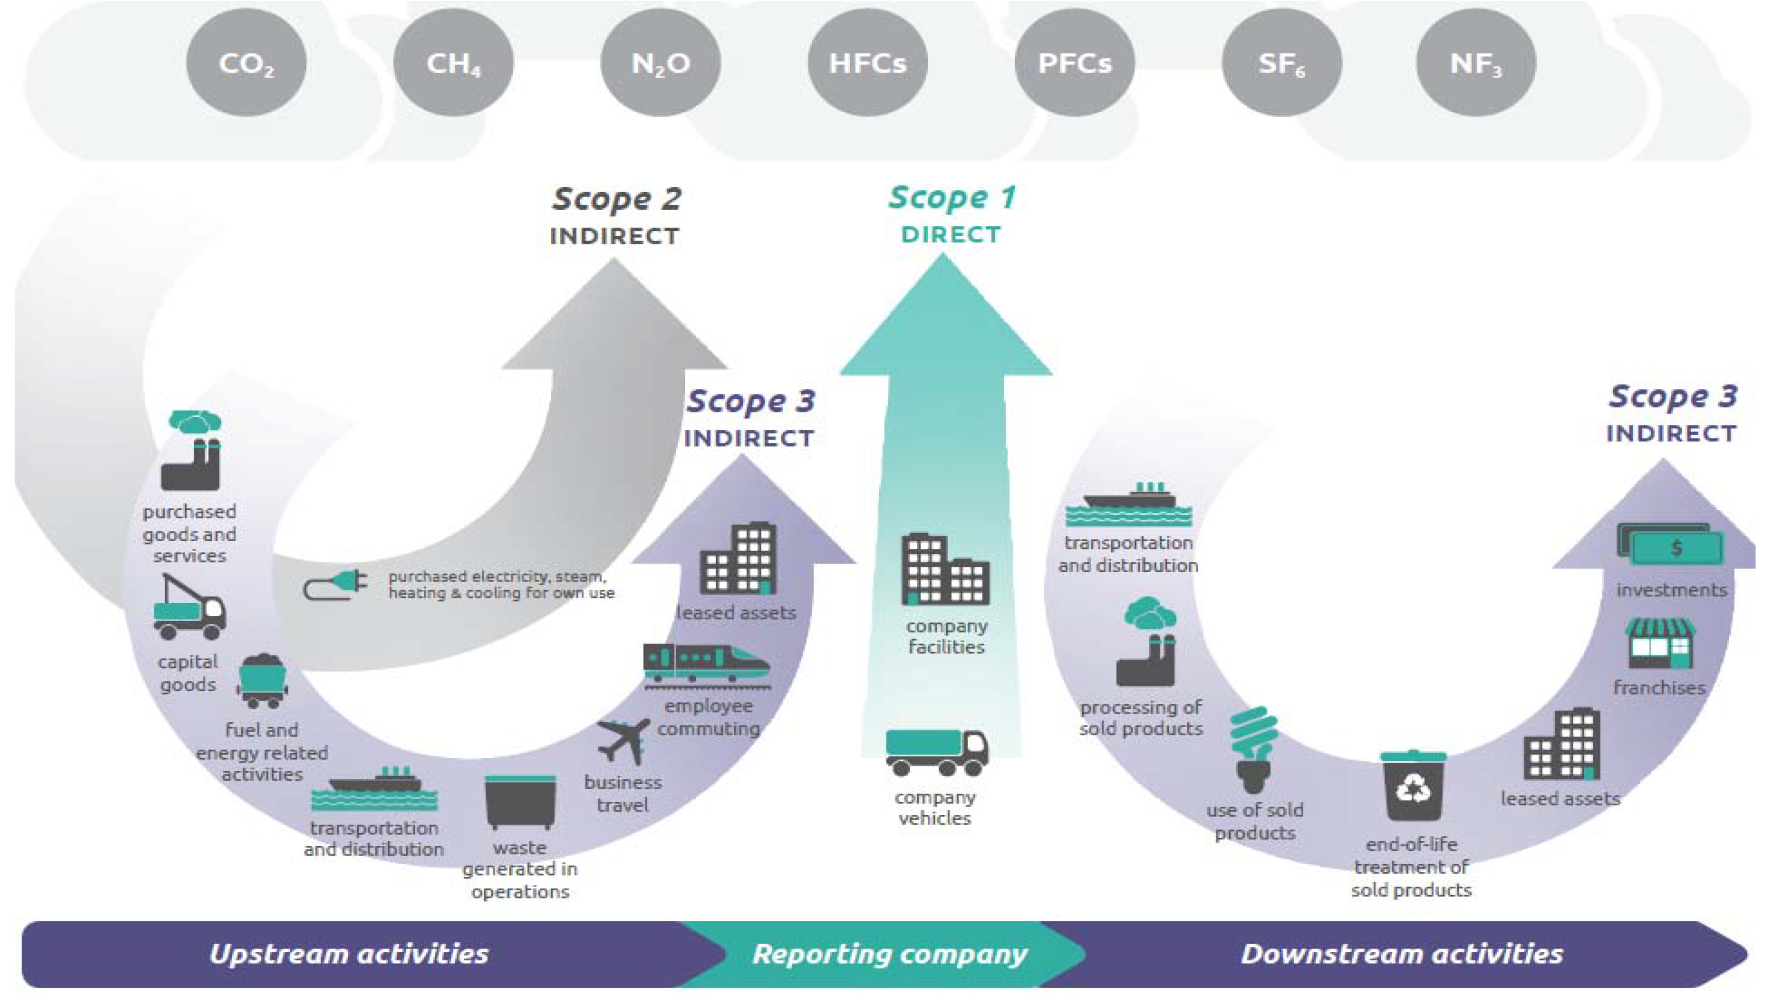 CO₂
CH₄
N₂O
HFCs
PFCs
SF₆
NF₃
Scope 2
INDIRECT
Scope 1
DIRECT
Scope 3
INDIRECT
Scope 3
INDIRECT
purchased
goods and
services
capital
goods
fuel and
energy related
activities
transportation
and distribution
waste
generated in
operations
business
travel
employee
commuting
leased assets
purchased electricity, steam,
heating & cooling for own use
company
facilities
company
vehicles
transportation
and distribution
processing of
sold products
use of sold
products
end-of-life
treatment of
sold products
leased assets
franchises
$
investments
Upstream activities
Reporting company
Downstream activities